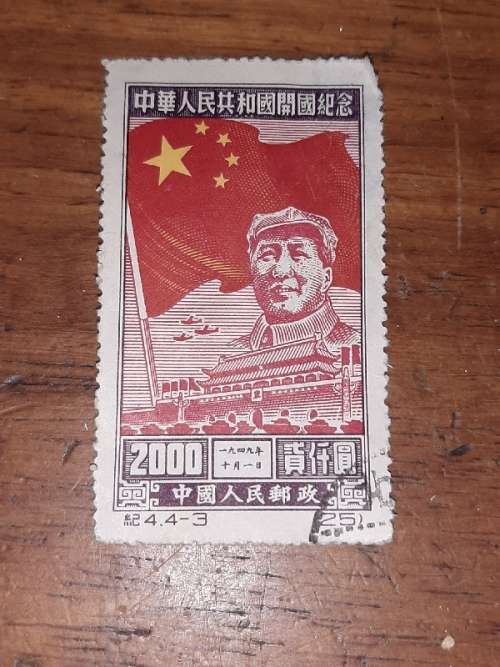 中華人民共和國開國紀念
2000 一九四九年 十月一日 貳仟圓
中國人民郵政
紀4.4-3 (25)